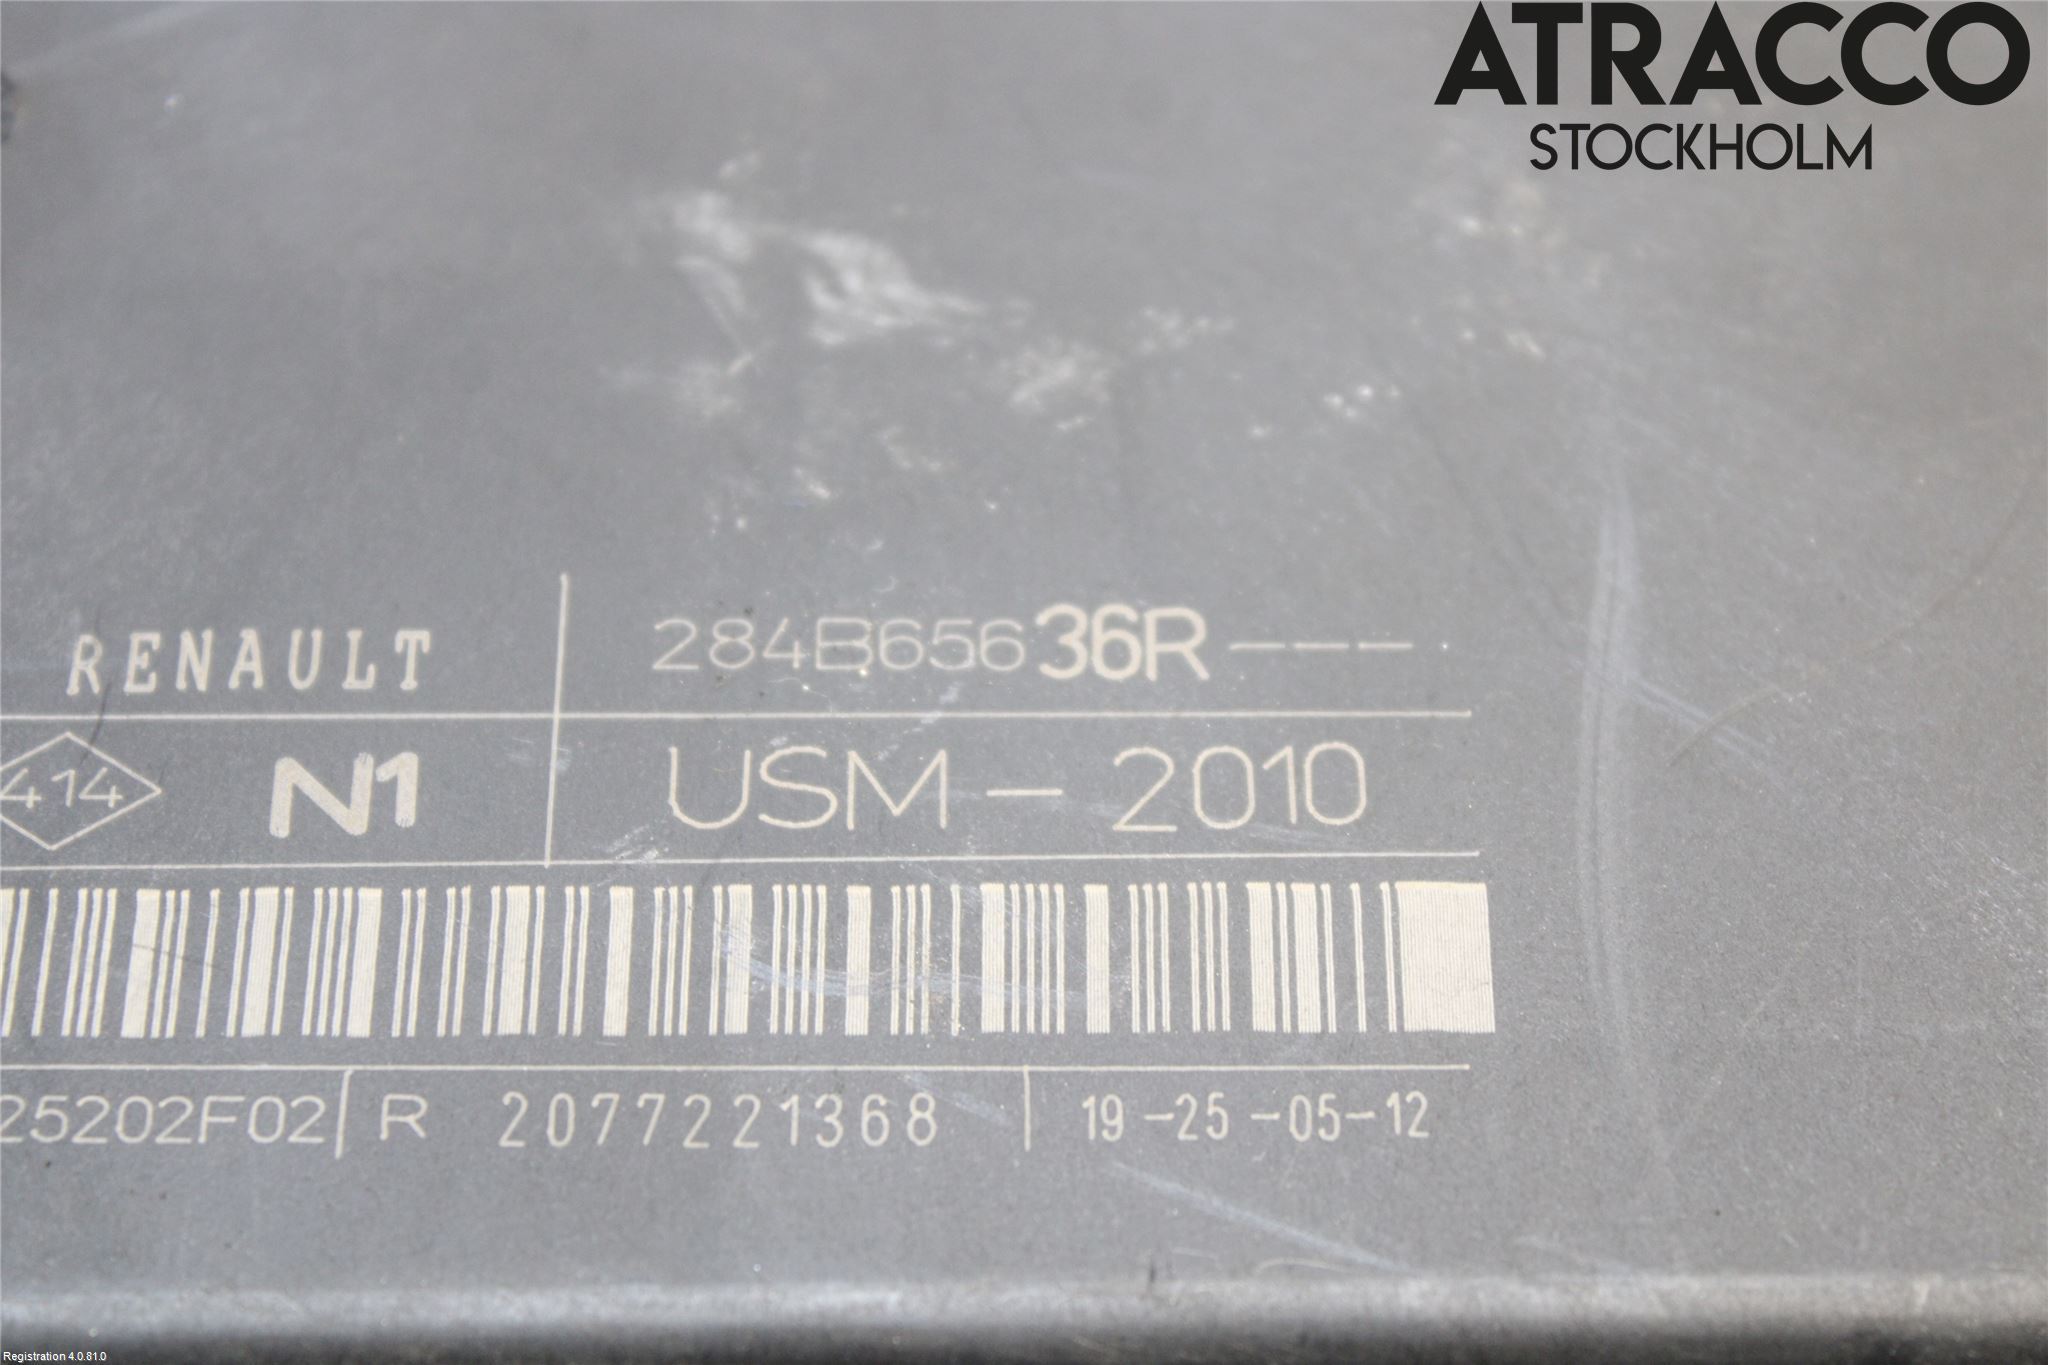 ATRACCO
STOCKHOLM
RENAULT 284B65636R---
414 N1 USM - 2010
25202F02 R 2077221368 19-25-05-12
Registration 4.0.81.0